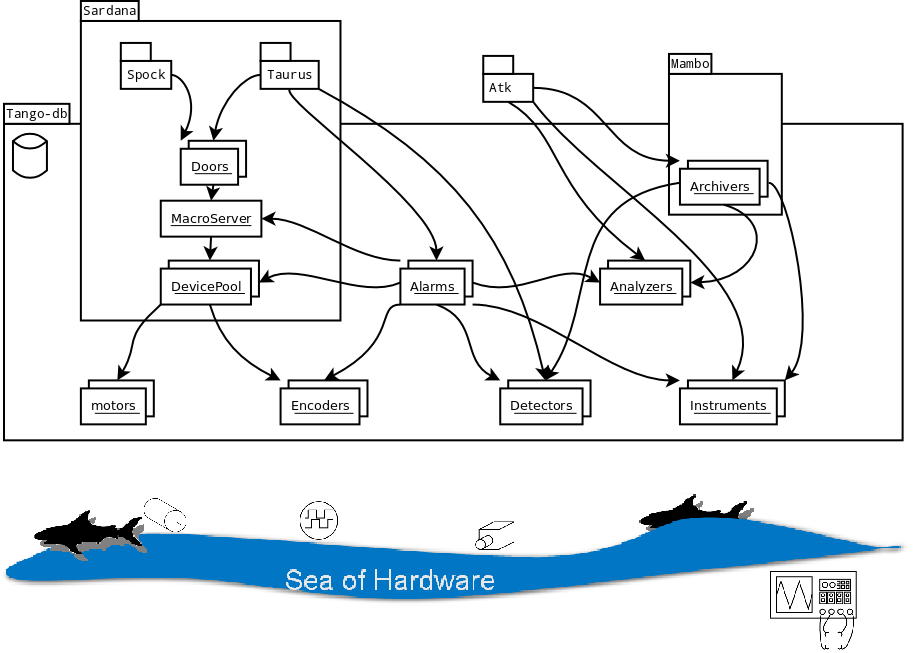 Sardana
Spock
Taurus
Atk
Mambo
Tango-db
Doors
Archivers
MacroServer
DevicePool
Alarms
Analyzers
motors
Encoders
Detectors
Instruments
Sea of Hardware